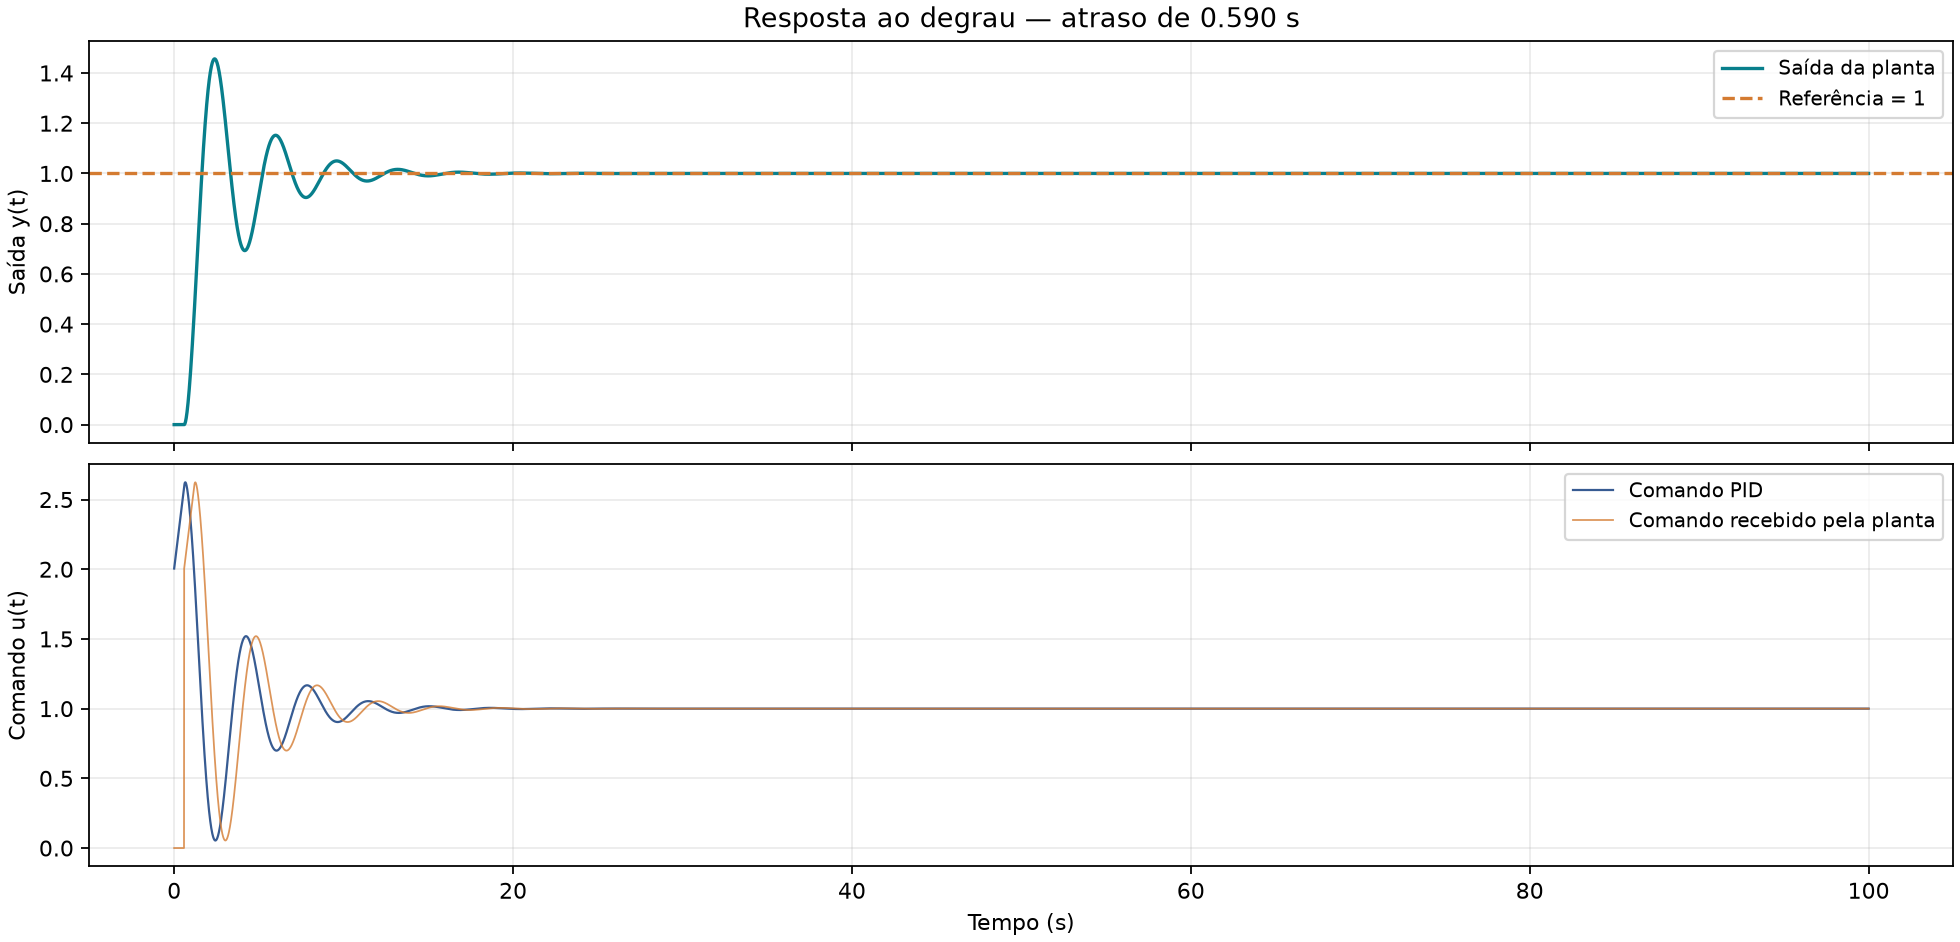 Resposta ao degrau — atraso de 0.590 s
Saída y(t)
1.4
1.2
1.0
0.8
0.6
0.4
0.2
0.0
Saída da planta
Referência = 1
Comando u(t)
2.5
2.0
1.5
1.0
0.5
0.0
Comando PID
Comando recebido pela planta
0 20 40 60 80 100
Tempo (s)